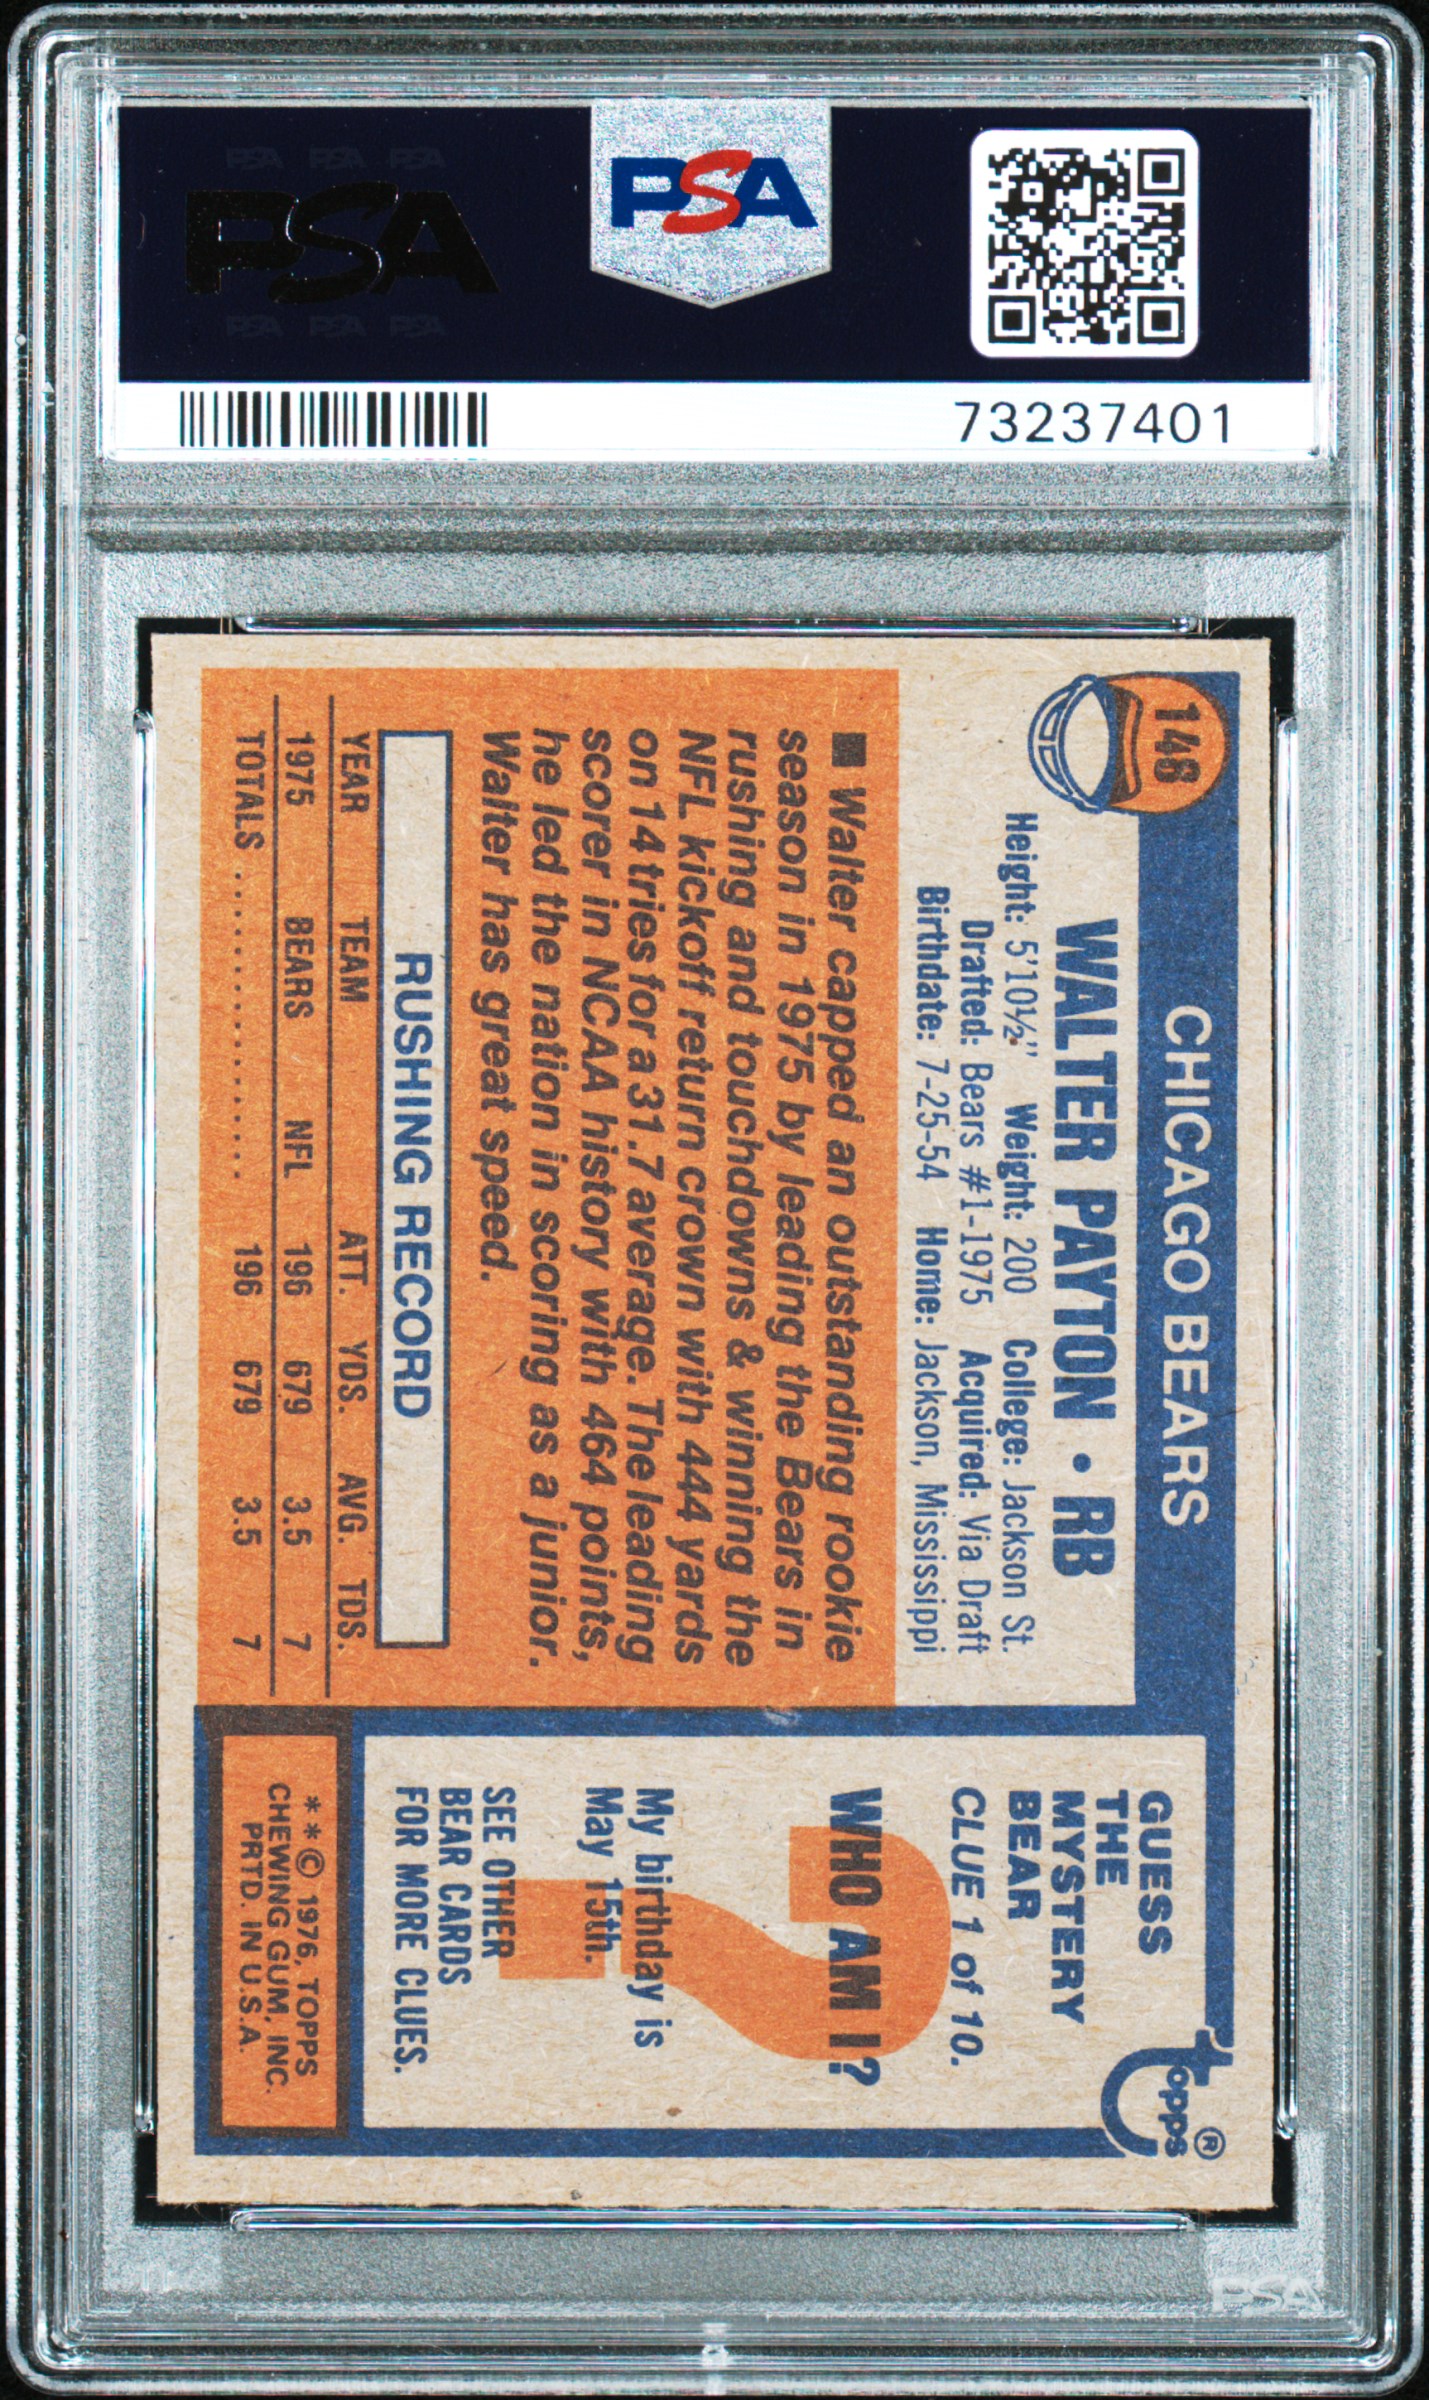 PSA PSA PSA
PSA
PSA PSA PSA
PSA
73237401
148
CHICAGO BEARS
WALTER PAYTON • RB
Height: 5'10½" Weight: 200 College: Jackson St.
Drafted: Bears #1-1975 Acquired: Via Draft
Birthdate: 7-25-54 Home: Jackson, Mississippi
■ Walter capped an outstanding rookie
season in 1975 by leading the Bears in
rushing and touchdowns & winning the
NFL kickoff return crown with 444 yards
on 14 tries for a 31.7 average. The leading
scorer in NCAA history with 464 points,
he led the nation in scoring as a junior.
Walter has great speed.
RUSHING RECORD
YEAR TEAM ATT. YDS. AVG. TDS.
1975 BEARS NFL 196 679 3.5 7
TOTALS .................... 196 679 3.5 7
Topps®
GUESS
THE
MYSTERY
BEAR
CLUE 1 of 10.
WHO AM I?
My birthday is
May 15th.
SEE OTHER
BEAR CARDS
FOR MORE CLUES.
**© 1976, TOPPS
CHEWING GUM, INC.
PRTD. IN U.S.A.
PSA